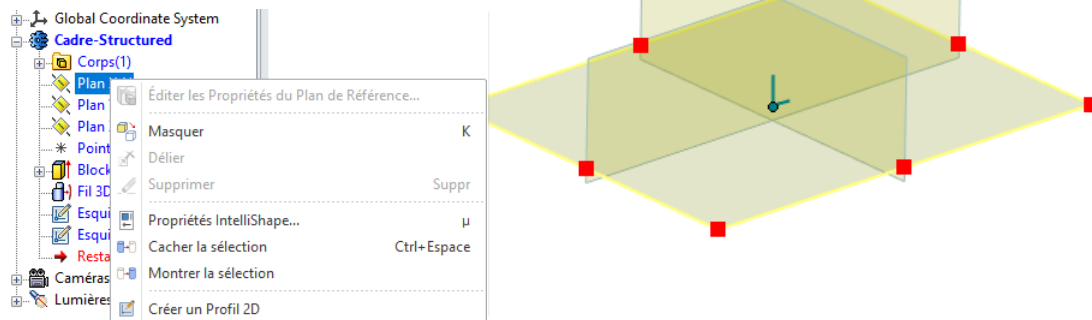 Global Coordinate System
Cadre-Structured
Corps(1)
Plan
Plan
Plan
Point
Block
Fil 3D
Esqui
Esqui
Resta
Caméras
Lumières
Éditer les Propriétés du Plan de Référence...
Masquer K
Délier
Supprimer Suppr
Propriétés IntelliShape... µ
Cacher la sélection Ctrl+Espace
Montrer la sélection
Créer un Profil 2D